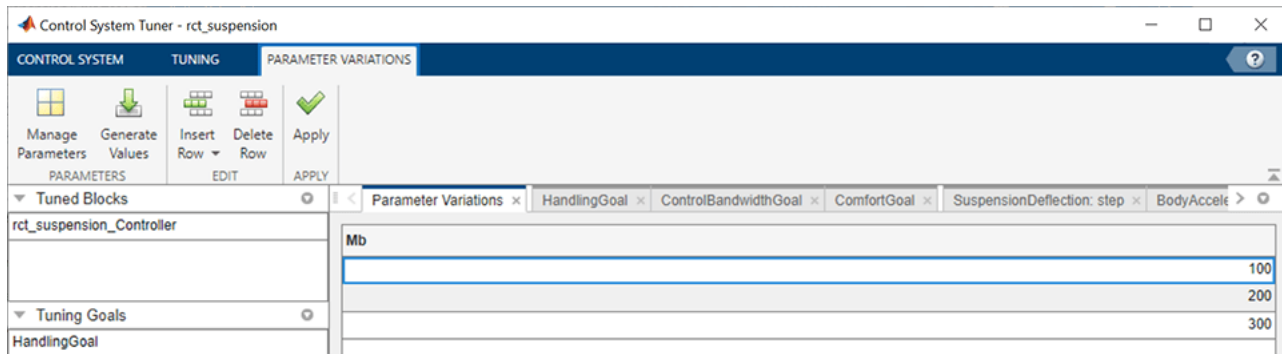 Control System Tuner - rct_suspension
CONTROL SYSTEM TUNING PARAMETER VARIATIONS
?
Manage Parameters
Generate Values
Insert Row
Delete Row
Apply
PARAMETERS EDIT APPLY
Tuned Blocks
rct_suspension_Controller
Tuning Goals
HandlingGoal
Parameter Variations HandlingGoal ControlBandwidthGoal ComfortGoal SuspensionDeflection: step BodyAccele
Mb
100
200
300